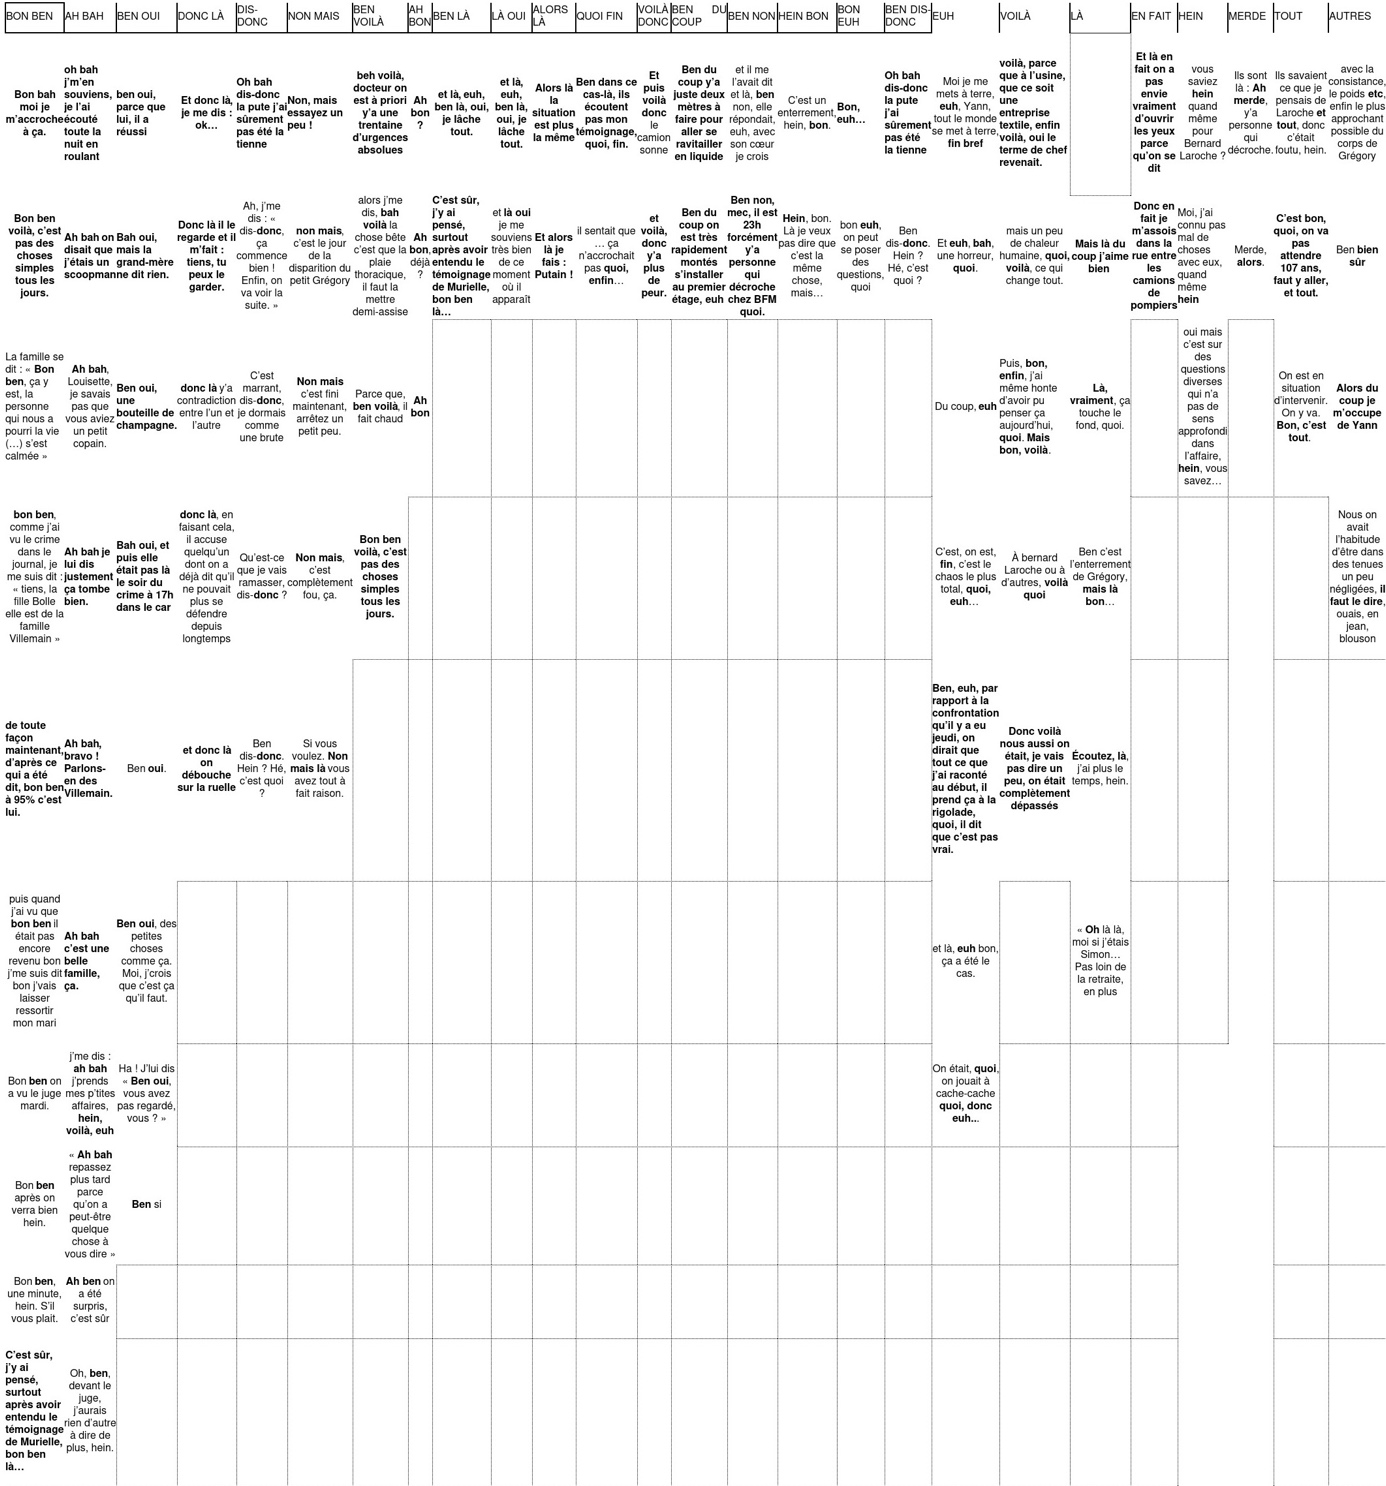 BON BEN
AH BAH
BEN OUI
DONC LÀ
DIS-
DONC
NON MAIS
BEN
VOILÀ
AH
BON
BEN LÀ
LÀ OUI
ALORS
LÀ
QUOI FIN
VOILÀ
DONC
BEN DU
COUP
BEN NON
HEIN BON
BON
EUH
BEN DIS-
DONC
EUH
VOILÀ
LÀ
EN FAIT
HEIN
MERDE
TOUT
AUTRES
Bon bah
moi je
m’accroche
à ça.
oh bah
j’m’en
souviens,
je l’ai
écouté
toute la
nuit en
roulant
ben oui,
parce que
lui, il a
réussi
Et donc là,
je me dis :
ok…
Oh bah
dis-donc
la pute j’ai
sûrement
pas été la
tienne
Non, mais
essayez un
peu !
beh voilà,
docteur on
est à priori
y’a une
trentaine
d’urgences
absolues
Ah
bon
?
et là, euh,
ben là, oui,
je lâche
tout.
et là,
euh,
ben là,
oui, je
lâche
tout.
Alors là
la
situation
est plus
la même
Ben dans ce
cas-là, ils
écoutent
pas mon
témoignage,
quoi, fin.
Et
puis
voilà
donc
le
camion
sonne
Ben du
coup y’a
juste deux
mètres à
faire pour
aller se
ravitailler
en liquide
et il me
l’avait dit
et là, ben
non, elle
répondait,
euh, avec
son cœur
je crois
C’est un
enterrement,
hein, bon.
Bon,
euh…
Oh bah
dis-donc
la pute
j’ai
sûrement
pas été
la tienne
Moi je me
mets à terre,
euh, Yann,
tout le monde
se met à terre,
fin bref
voilà, parce
que à l’usine,
que ce soit
une
entreprise
textile, enfin
voilà, oui le
terme de chef
revenait.
Et là en
fait on a
pas
envie
vraiment
d’ouvrir
les yeux
parce
qu’on se
dit
vous
saviez
hein
quand
même
pour
Bernard
Laroche ?
Ils sont
là : Ah
merde,
y’a
personne
qui
décroche.
Ils savaient
ce que je
pensais de
Laroche et
tout, donc
c’était
foutu, hein.
avec la
consistance,
le poids etc,
enfin le plus
approchant
possible du
corps de
Grégory
Bon ben
voilà, c’est
pas des
choses
simples
tous les
jours.
Ah bah on
disait que
j’étais un
scoopman
Bah oui,
mais la
grand-mère
ne dit rien.
Donc là il le
regarde et il
m’fait :
tiens, tu
peux le
garder.
Ah, j’me
dis : «
dis-donc,
ça
commence
bien !
Enfin, on
va voir la
suite. »
non mais,
c’est le jour
de la
disparition du
petit Grégory
alors j’me
dis, bah
voilà la
chose bête
c’est que la
plaie
thoracique,
il faut la
mettre
demi-assise
Ah
bon,
déjà
?
C’est sûr,
j’y ai
pensé,
surtout
après avoir
entendu le
témoignage
de Murielle,
bon ben
là…
et là oui
je me
souviens
très bien
de ce
moment
où il
apparaît
Et alors
là je
fais :
Putain !
il sentait que
… ça
n’accrochait
pas quoi,
enfin…
et
voilà,
donc
y’a
plus
de
peur.
Ben du
coup on est
très
rapidement
montés
s’installer
au premier
étage, euh
Ben non,
mec, il est
23h
forcément
y’a
personne
qui
décroche
chez BFM
quoi.
Hein, bon.
Là je veux
pas dire que
c’est la
même
chose,
mais…
bon euh,
on peut
se poser
des
questions,
quoi
Ben
dis-donc.
Hein ?
Hé, c’est
quoi ?
Et euh, bah,
une horreur,
quoi.
mais un peu
de chaleur
humaine, quoi,
voilà, ce qui
change tout.
Mais là du
coup j’aime
bien
Donc en
fait je
m’assois
dans la
rue entre
les
camions
de
pompiers
Moi, j’ai
connu pas
mal de
choses
avec eux,
quand
même
hein
Merde,
alors.
C’est bon,
quoi, on va
pas
attendre
107 ans,
faut y aller,
et tout.
Ben bien
sûr
La famille se
dit : « Bon
ben, ça y
est, la
personne
qui nous a
pourri la vie
(…) s’est
calmée »
Ah bah,
Louisette,
je savais
pas que
vous aviez
un petit
copain.
Ben oui,
une
bouteille de
champagne.
donc là y’a
contradiction
entre l’un et
l’autre
C’est
marrant,
dis-donc,
je dormais
comme
une brute
Non mais
c’est fini
maintenant,
arrêtez un
petit peu.
Parce que,
ben voilà, il
fait chaud
Ah
bon
Du coup, euh
Puis, bon,
enfin, j’ai
même honte
d’avoir pu
penser ça
aujourd’hui,
quoi. Mais
bon, voilà.
Là,
vraiment, ça
touche le
fond, quoi.
oui mais
c’est sur
des
questions
diverses
qui n’a
pas de
sens
approfondi
dans
l’affaire,
hein, vous
savez…
On est en
situation
d’intervenir.
On y va.
Bon, c’est
tout.
Alors du
coup je
m’occupe
de Yann
bon ben,
comme j’ai
vu le crime
dans le
journal, je
me suis dit :
« tiens, la
fille Bolle
elle est de la
famille
Villemain »
Ah bah je
lui dis
justement
ça tombe
bien.
Bah oui, et
puis elle
était pas là
le soir du
crime à 17h
dans le car
donc là, en
faisant cela,
il accuse
quelqu’un
dont on a
déjà dit qu’il
ne pouvait
plus se
défendre
depuis
longtemps
Qu’est-ce
que je vais
ramasser,
dis-donc ?
Non mais,
c’est
complètement
fou, ça.
Bon ben
voilà, c’est
pas des
choses
simples
tous les
jours.
C’est, on est,
fin, c’est le
chaos le plus
total, quoi,
euh…
À bernard
Laroche ou à
d’autres, voilà
quoi
Ben c’est
l’enterrement
de Grégory,
mais là
bon…
Nous on
avait
l’habitude
d’être dans
des tenues
un peu
négligées, il
faut le dire,
ouais, en
jean,
blouson
de toute
façon
maintenant,
d’après ce
qui a été
dit, bon ben
à 95% c’est
lui.
Ah bah,
bravo !
Parlons-
en des
Villemain.
Ben oui.
et donc là
on
débouche
sur la ruelle
Ben
dis-donc.
Hein ? Hé,
c’est quoi
?
Si vous
voulez. Non
mais là vous
avez tout à
fait raison.
Ben, euh, par
rapport à la
confrontation
qu’il y a eu
jeudi, on
dirait que
tout ce que
j’ai raconté
au début, il
prend ça à la
rigolade,
quoi, il dit
que c’est pas
vrai.
Donc voilà
nous aussi on
était, je vais
pas dire un
peu, on était
complètement
dépassés
Écoutez, là,
j’ai plus le
temps, hein.
puis quand
j’ai vu que
bon ben il
était pas
encore
revenu bon
j’me suis dit
bon j’vais
laisser
ressortir
mon mari
Ah bah
c’est une
belle
famille,
ça.
Ben oui, des
petites
choses
comme ça.
Moi, j’crois
que c’est ça
qu’il faut.
et là, euh bon,
ça a été le
cas.
« Oh là là,
moi si j’étais
Simon…
Pas loin de
la retraite,
en plus
Bon ben on
a vu le juge
mardi.
j’me dis :
ah bah
j’prends
mes p’tites
affaires,
hein,
voilà, euh
Ha ! J’lui dis
« Ben oui,
vous avez
pas regardé,
vous ? »
On était, quoi,
on jouait à
cache-cache
quoi, donc
euh...
Bon ben
après on
verra bien
hein.
« Ah bah
repassez
plus tard
parce
qu’on a
peut-être
quelque
chose à
vous dire »
Ben si
Bon ben,
une minute,
hein. S’il
vous plait.
Ah ben on
a été
surpris,
c’est sûr
C’est sûr,
j’y ai
pensé,
surtout
après avoir
entendu le
témoignage
de Murielle,
bon ben
là…
Oh, ben,
devant le
juge,
j’aurais
rien d’autre
à dire de
plus, hein.